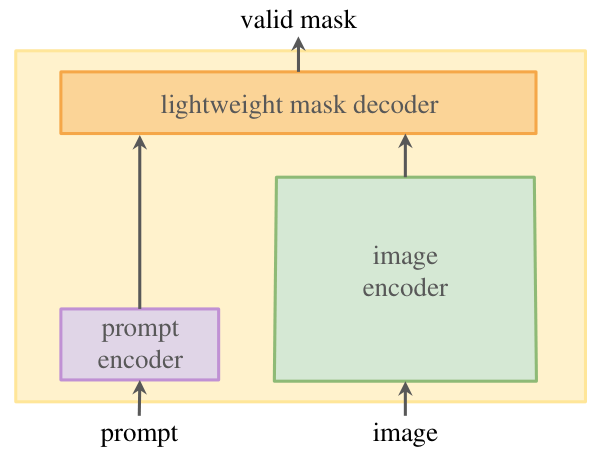 valid mask
lightweight mask decoder
image
encoder
prompt
encoder
prompt
image